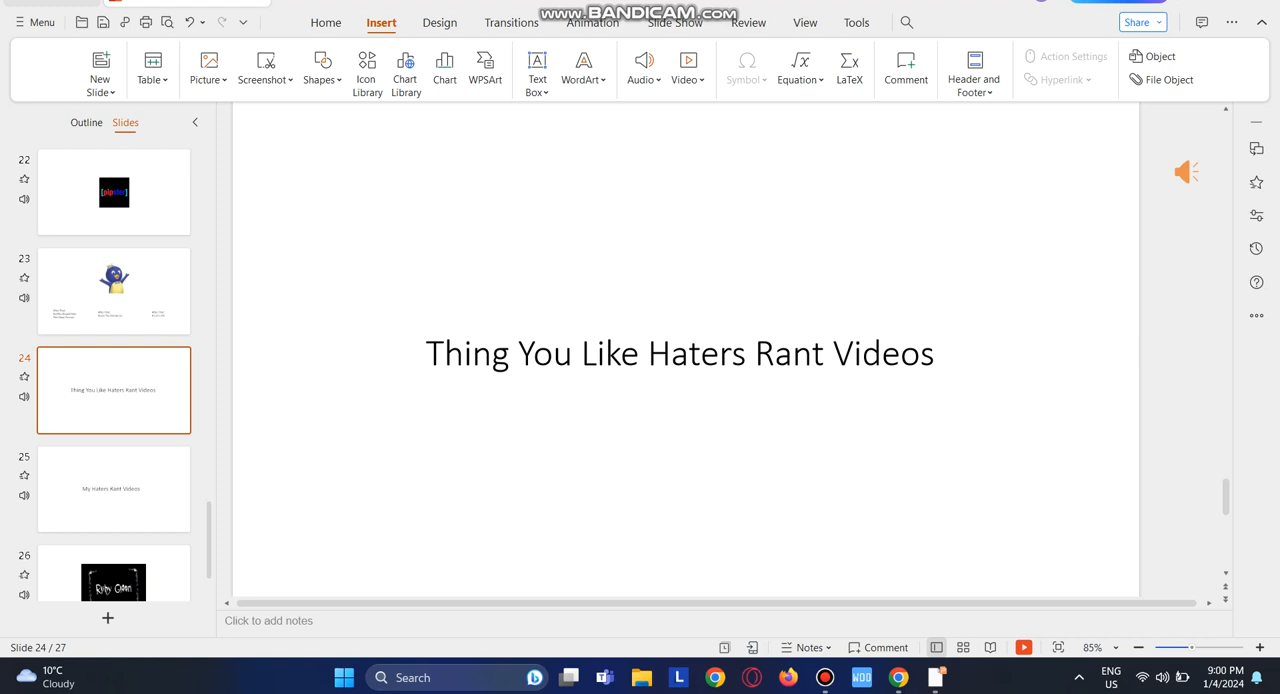 www.BANDICAM.com
Menu
Home Insert Design Transitions Animation Slide Show Review View Tools
Share
New Slide
Table
Picture
Screenshot
Shapes
Icon Library
Chart Library
Chart
WPSArt
Text Box
WordArt
Audio
Video
Symbol
Equation
LaTeX
Comment
Header and Footer
Action Settings
Hyperlink
Object
File Object
Outline Slides
22
[pipster]
23
24
Thing You Like Haters Rant Videos
25
My Haters Rant Videos
26
Thing You Like Haters Rant Videos
Click to add notes
Slide 24 / 27
Notes
Comment
85%
10°C
Cloudy
Search
WOD
ENG
US
9:00 PM
1/4/2024